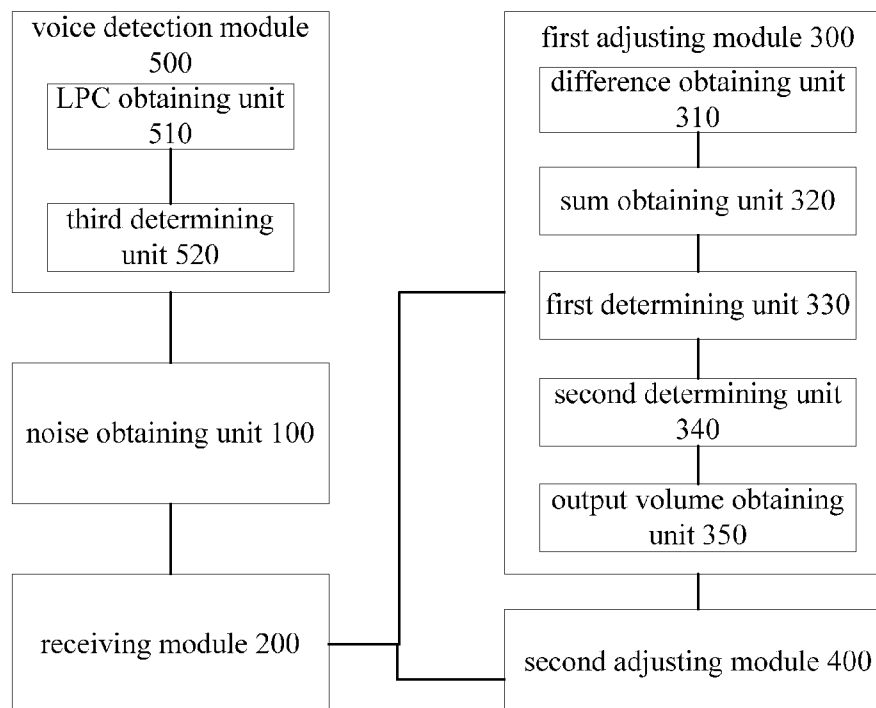 voice detection module
500
LPC obtaining unit
510
third determining
unit 520
noise obtaining unit 100
receiving module 200
first adjusting module 300
difference obtaining unit
310
sum obtaining unit 320
first determining unit 330
second determining unit
340
output volume obtaining
unit 350
second adjusting module 400